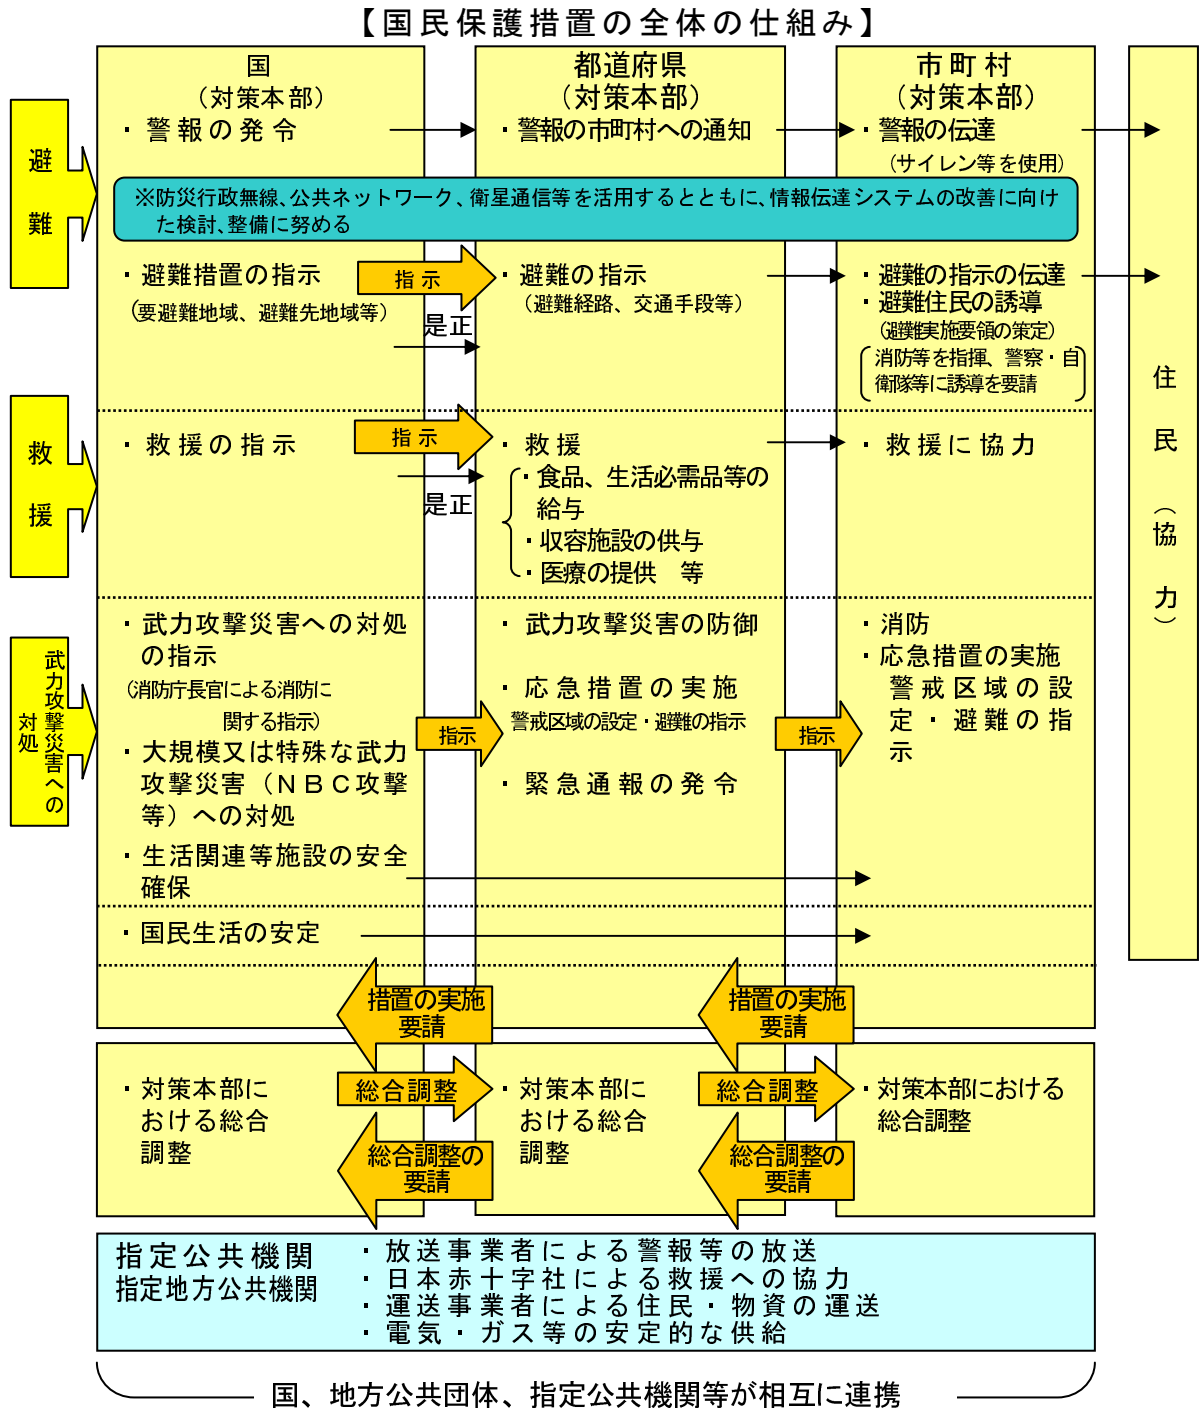 【国民保護措置の全体の仕組み】
国
（対策本部）
・警報の発令
都道府県
（対策本部）
・警報の市町村への通知
市町村
（対策本部）
・警報の伝達
（サイレン等を使用）
避難
※防災行政無線、公共ネットワーク、衛星通信等を活用するとともに、情報伝達システムの改善に向け
た検討、整備に努める
・避難措置の指示
（要避難地域、避難先地域等）
指示
是正
・避難の指示
（避難経路、交通手段等）
・避難の指示の伝達
・避難住民の誘導
（避難実施要領の策定）
消防等を指揮、警察・自
衛隊等に誘導を要請
住民（協力）
救援
・救援の指示
指示
是正
・救援
・食品、生活必需品等の
給与
・収容施設の供与
・医療の提供　等
・救援に協力
武力攻撃災害への
対処
・武力攻撃災害への対処
の指示
（消防庁長官による消防に
関する指示）
・大規模又は特殊な武力
攻撃災害（ＮＢＣ攻撃
等）への対処
・生活関連等施設の安全
確保
指示
・武力攻撃災害の防御
・応急措置の実施
警戒区域の設定・避難の指示
・緊急通報の発令
指示
・消防
・応急措置の実施
警戒区域の設
定・避難の指
示
・国民生活の安定
措置の実施
要請
措置の実施
要請
・対策本部に
おける総合
調整
総合調整
総合調整の
要請
・対策本部に
おける総合
調整
総合調整
総合調整の
要請
・対策本部における
総合調整
指定公共機関
指定地方公共機関
・放送事業者による警報等の放送
・日本赤十字社による救援への協力
・運送事業者による住民・物資の運送
・電気・ガス等の安定的な供給
国、地方公共団体、指定公共機関等が相互に連携